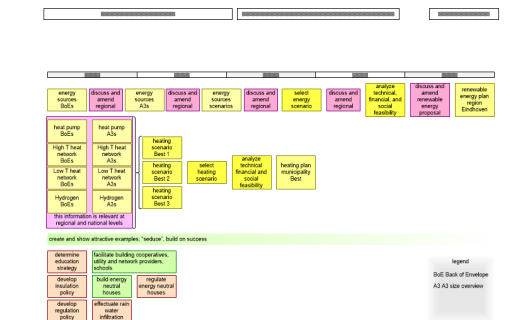 energy
sources
BoEs
discuss and
amend
regional
energy
sources
A3s
discuss and
amend
regional
energy
sources
scenarios
discuss and
amend
regional
select
energy
scenario
discuss and
amend
regional
analyze
technical,
financial, and
social
feasibility
discuss and
amend
renewable
energy
proposal
renewable
energy plan
region
Eindhoven
heat pump
BoEs
heat pump
A3s
High T heat
network
BoEs
High T heat
network
A3s
Low T heat
network
BoEs
Low T heat
network
A3s
Hydrogen
BoEs
Hydrogen
A3s
this information is relevant at
regional and national levels
heating
scenario
Best 1
heating
scenario
Best 2
heating
scenario
Best 3
select
heating
scenario
analyze
technical
financial and
social
feasibility
heating plan
municipality
Best
create and show attractive examples, "seduce", build on success
determine
education
strategy
facilitate building cooperatives,
utility and network providers,
schools
develop
insulation
policy
build energy
neutral
houses
regulate
energy neutral
houses
develop
regulation
policy
effectuate rain
water
infiltration
legend
BoE Back of Envelope
A3 A3 size overview